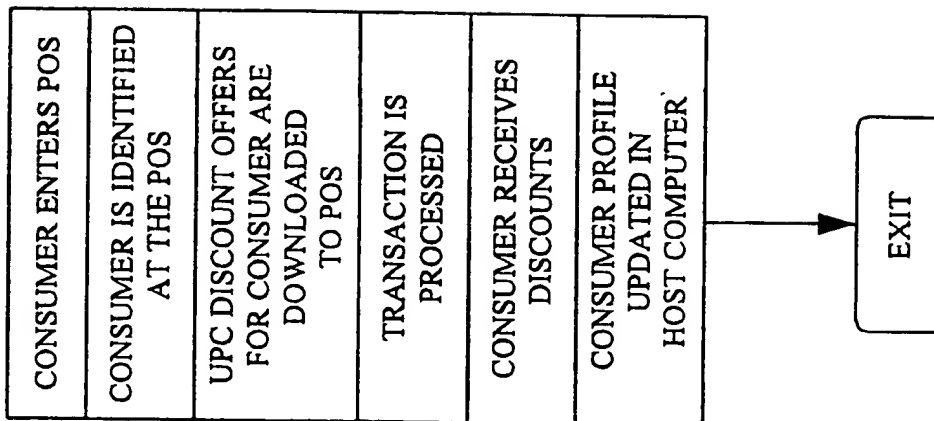 CONSUMER ENTERS POS
CONSUMER IS IDENTIFIED
AT THE POS
UPC DISCOUNT OFFERS
FOR CONSUMER ARE
DOWNLOADED
TO POS
TRANSACTION IS
PROCESSED
CONSUMER RECEIVES
DISCOUNTS
CONSUMER PROFILE
UPDATED IN
HOST COMPUTER
EXIT